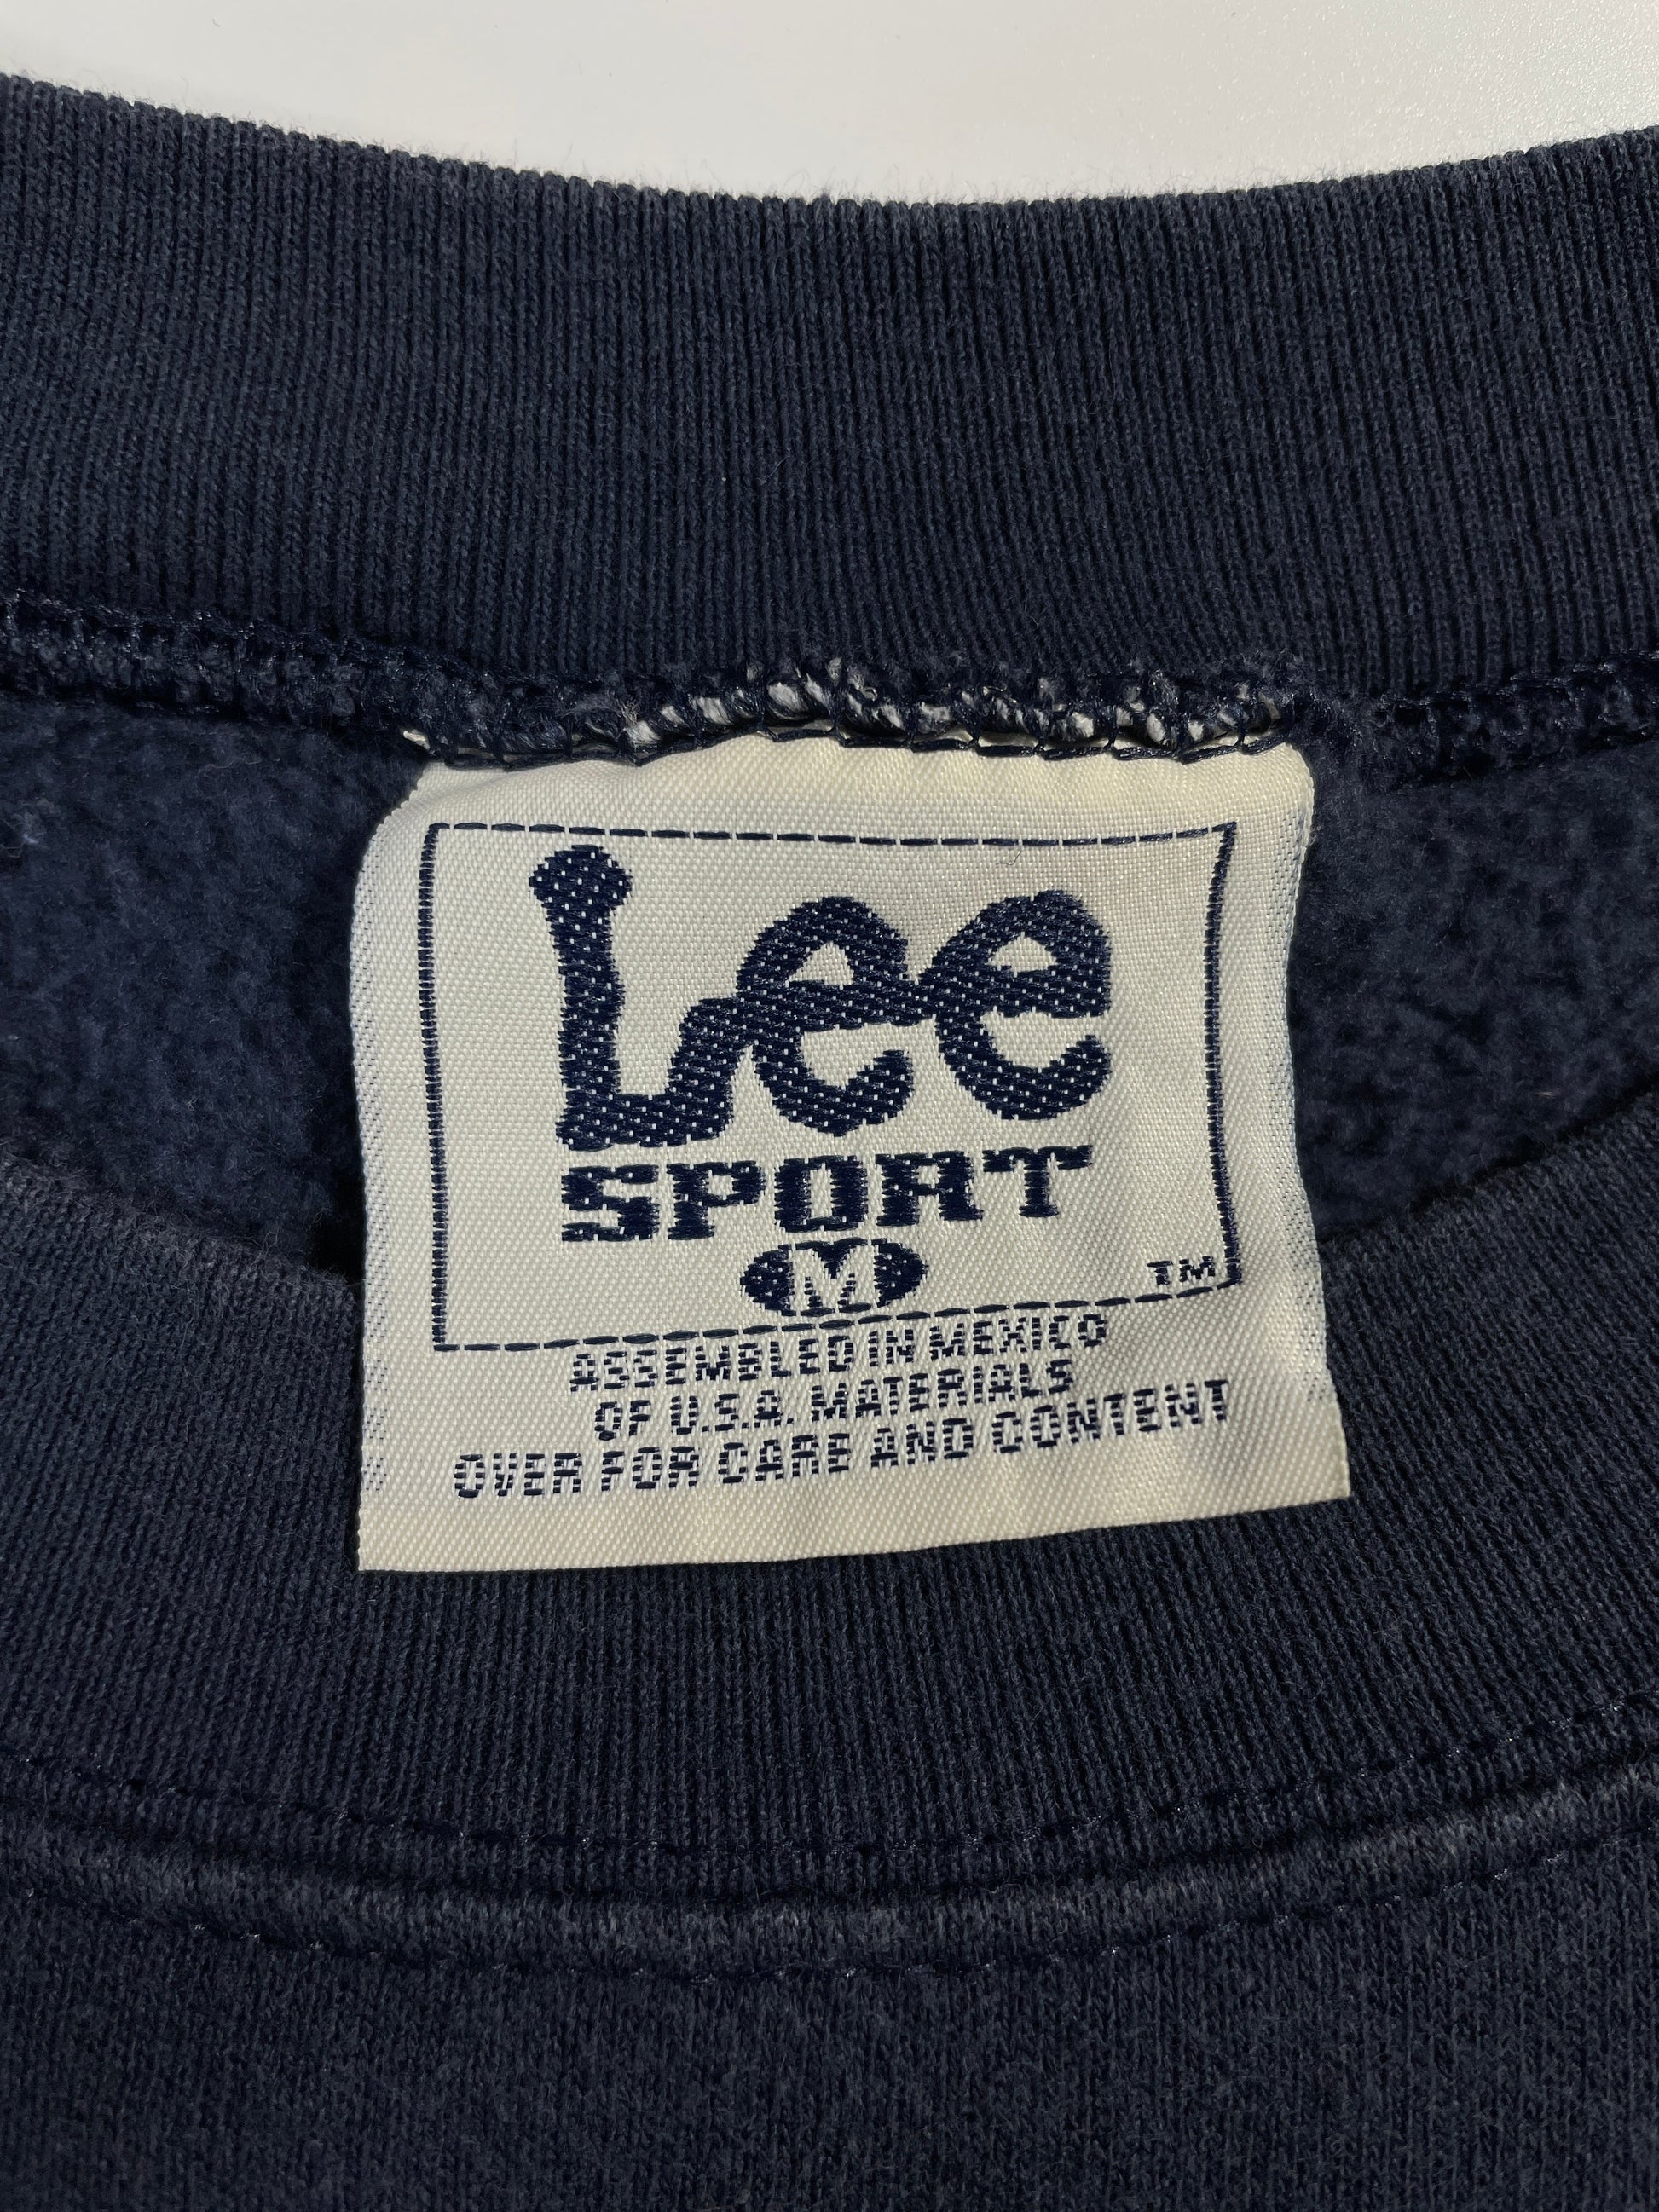 Lee
SPORT
M
TM
ASSEMBLED IN MEXICO
OF U.S.A. MATERIALS
OVER FOR CARE AND CONTENT